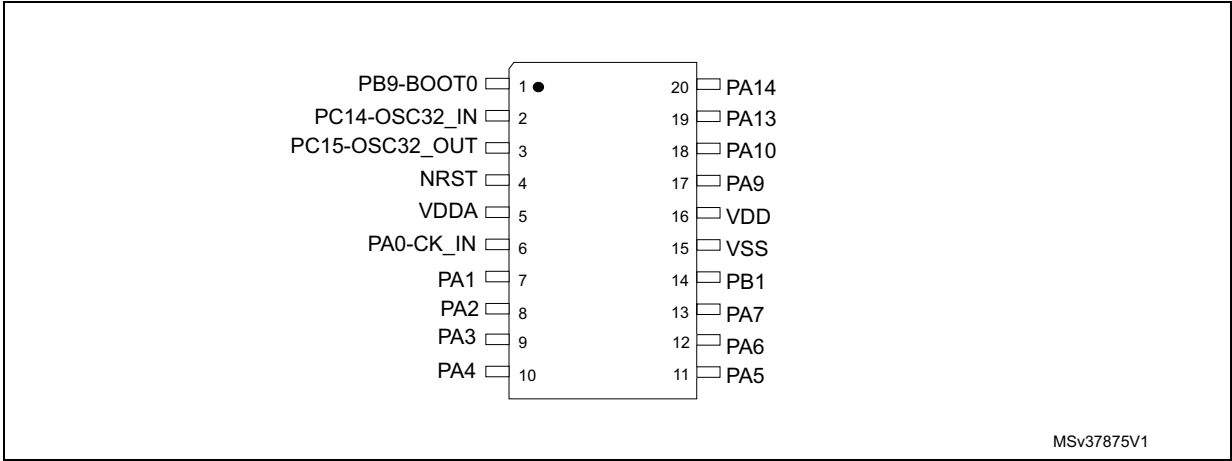 PB9-BOOT0 1 20 PA14
PC14-OSC32_IN 2 19 PA13
PC15-OSC32_OUT 3 18 PA10
NRST 4 17 PA9
VDDA 5 16 VDD
PA0-CK_IN 6 15 VSS
PA1 7 14 PB1
PA2 8 13 PA7
PA3 9 12 PA6
PA4 10 11 PA5
MSv37875V1